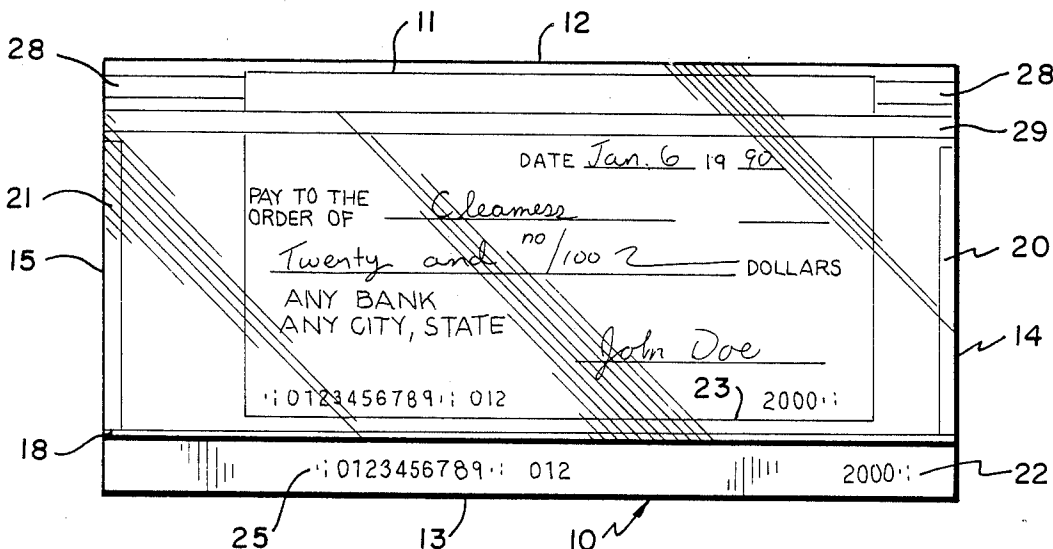 11 12
28 28
29
DATE Jan. 6 19 90
21
PAY TO THE
ORDER OF Cleamess
20
15
Twenty and no/100 DOLLARS
ANY BANK
ANY CITY, STATE
14
John Doe
23
⑆0123456789⑆ 012 2000⑆
18
⑆0123456789⑆ 012 2000⑆ 22
25 13 10